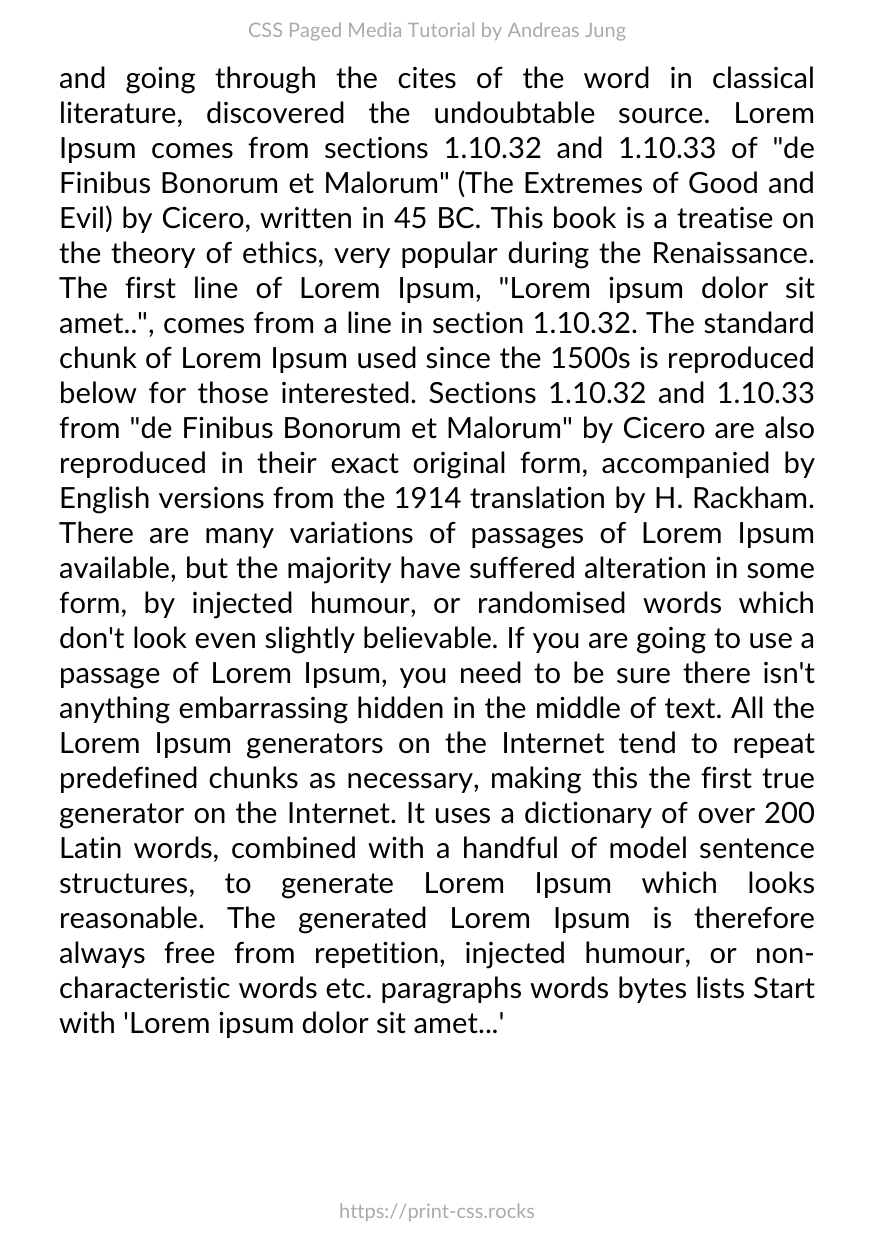 CSS Paged Media Tutorial by Andreas Jung
and going through the cites of the word in classical
literature, discovered the undoubtable source. Lorem
Ipsum comes from sections 1.10.32 and 1.10.33 of "de
Finibus Bonorum et Malorum" (The Extremes of Good and
Evil) by Cicero, written in 45 BC. This book is a treatise on
the theory of ethics, very popular during the Renaissance.
The first line of Lorem Ipsum, "Lorem ipsum dolor sit
amet..", comes from a line in section 1.10.32. The standard
chunk of Lorem Ipsum used since the 1500s is reproduced
below for those interested. Sections 1.10.32 and 1.10.33
from "de Finibus Bonorum et Malorum" by Cicero are also
reproduced in their exact original form, accompanied by
English versions from the 1914 translation by H. Rackham.
There are many variations of passages of Lorem Ipsum
available, but the majority have suffered alteration in some
form, by injected humour, or randomised words which
don't look even slightly believable. If you are going to use a
passage of Lorem Ipsum, you need to be sure there isn't
anything embarrassing hidden in the middle of text. All the
Lorem Ipsum generators on the Internet tend to repeat
predefined chunks as necessary, making this the first true
generator on the Internet. It uses a dictionary of over 200
Latin words, combined with a handful of model sentence
structures, to generate Lorem Ipsum which looks
reasonable. The generated Lorem Ipsum is therefore
always free from repetition, injected humour, or non-
characteristic words etc. paragraphs words bytes lists Start
with 'Lorem ipsum dolor sit amet...'
https://print-css.rocks